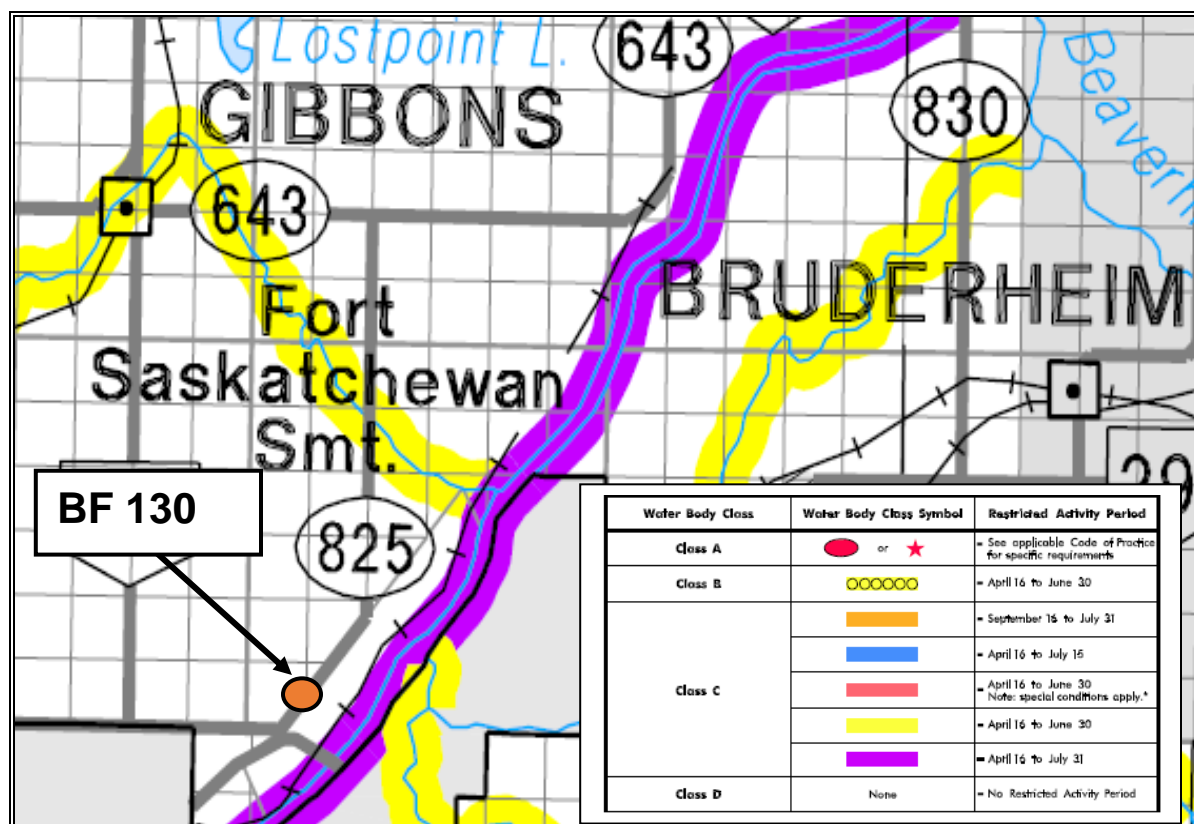 Lostpoint L.
643
GIBBONS
830
Beaverh
643
BRUDERHEIM
Fort
Saskatchewan
Smt.
BF 130
825
29
Water Body Class
Water Body Class Symbol
Restricted Activity Period
Class A
or
= See applicable Code of Practice
for specific requirements
Class B
= April 16 to June 30
Class C
= September 16 to July 31
= April 16 to July 15
= April 16 to June 30
Note: special conditions apply.*
= April 16 to June 30
= April 16 to July 31
Class D
None
= No Restricted Activity Period